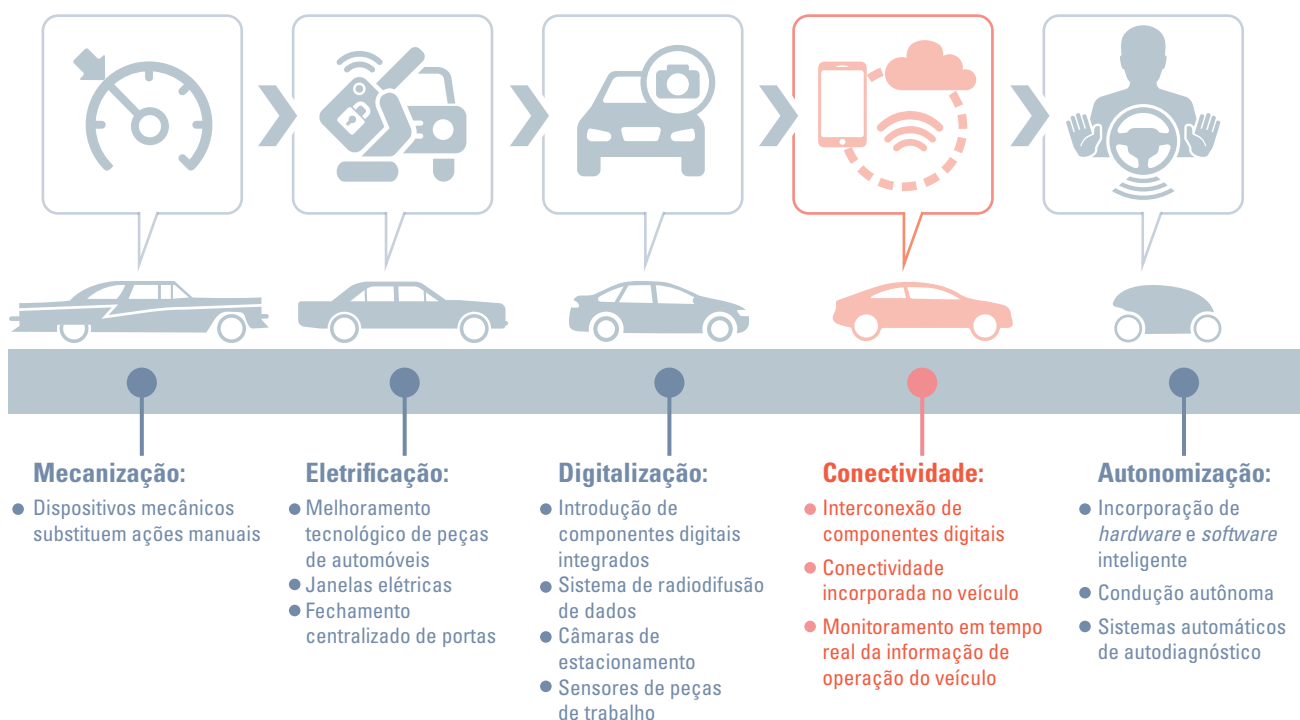 Mecanização:
Dispositivos mecânicos
substituem ações manuais
Eletrificação:
Melhoramento
tecnológico de peças
de automóveis
Janelas elétricas
Fechamento
centralizado de portas
Digitalização:
Introdução de
componentes digitais
integrados
Sistema de radiodifusão
de dados
Câmaras de
estacionamento
Sensores de peças
de trabalho
Conectividade:
Interconexão de
componentes digitais
Conectividade
incorporada no veículo
Monitoramento em tempo
real da informação de
operação do veículo
Autonomização:
Incorporação de
hardware e software
inteligente
Condução autônoma
Sistemas automáticos
de autodiagnóstico